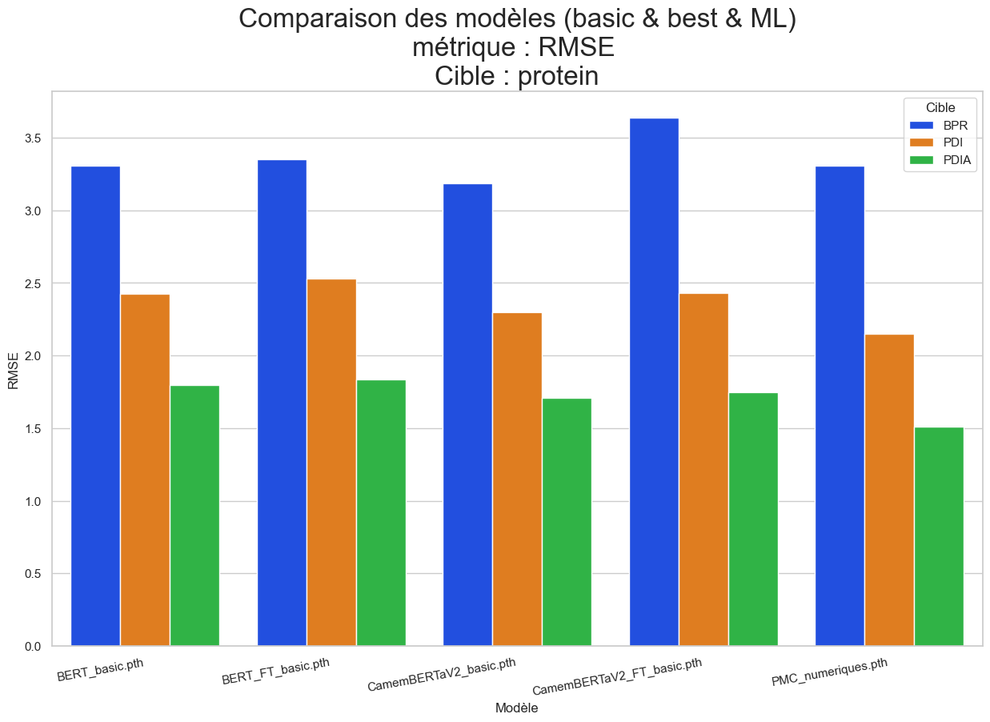 Comparaison des modèles (basic & best & ML)
métrique : RMSE
Cible : protein
Cible
BPR
PDI
PDIA
RMSE
3.5
3.0
2.5
2.0
1.5
1.0
0.5
0.0
BERT_basic.pth
BERT_FT_basic.pth
CamemBERTaV2_basic.pth
CamemBERTaV2_FT_basic.pth
PMC_numeriques.pth
Modèle